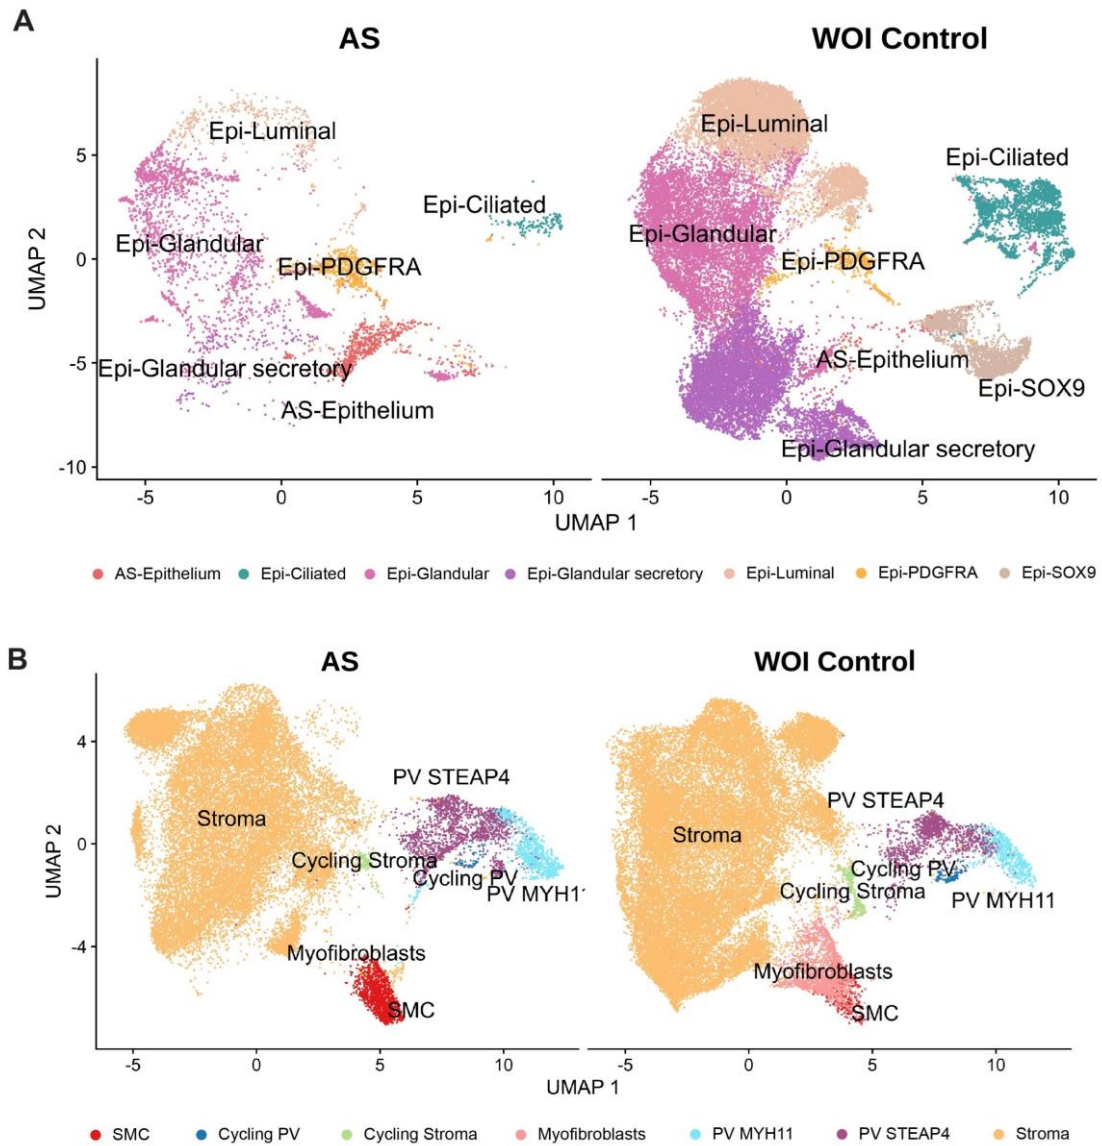 A
AS
WOI Control
Epi-Luminal
Epi-Ciliated
Epi-Glandular
Epi-PDGFRA
Epi-Glandular secretory
AS-Epithelium
Epi-Luminal
Epi-Ciliated
Epi-Glandular
Epi-PDGFRA
AS-Epithelium
Epi-SOX9
Epi-Glandular secretory
UMAP 2
5
0
-5
-10
-5
0
5
10
-5
0
5
10
UMAP 1
AS-Epithelium Epi-Ciliated Epi-Glandular Epi-Glandular secretory Epi-Luminal Epi-PDGFRA Epi-SOX9
B
AS
WOI Control
PV STEAP4
Stroma
Cycling Stroma
Cycling PV
PV MYH1
Myofibroblasts
SMC
PV STEAP4
Stroma
Cycling PV
Cycling Stroma
PV MYH11
Myofibroblasts
SMC
UMAP 2
4
0
-4
-5
0
5
10
-5
0
5
10
UMAP 1
SMC Cycling PV Cycling Stroma Myofibroblasts PV MYH11 PV STEAP4 Stroma